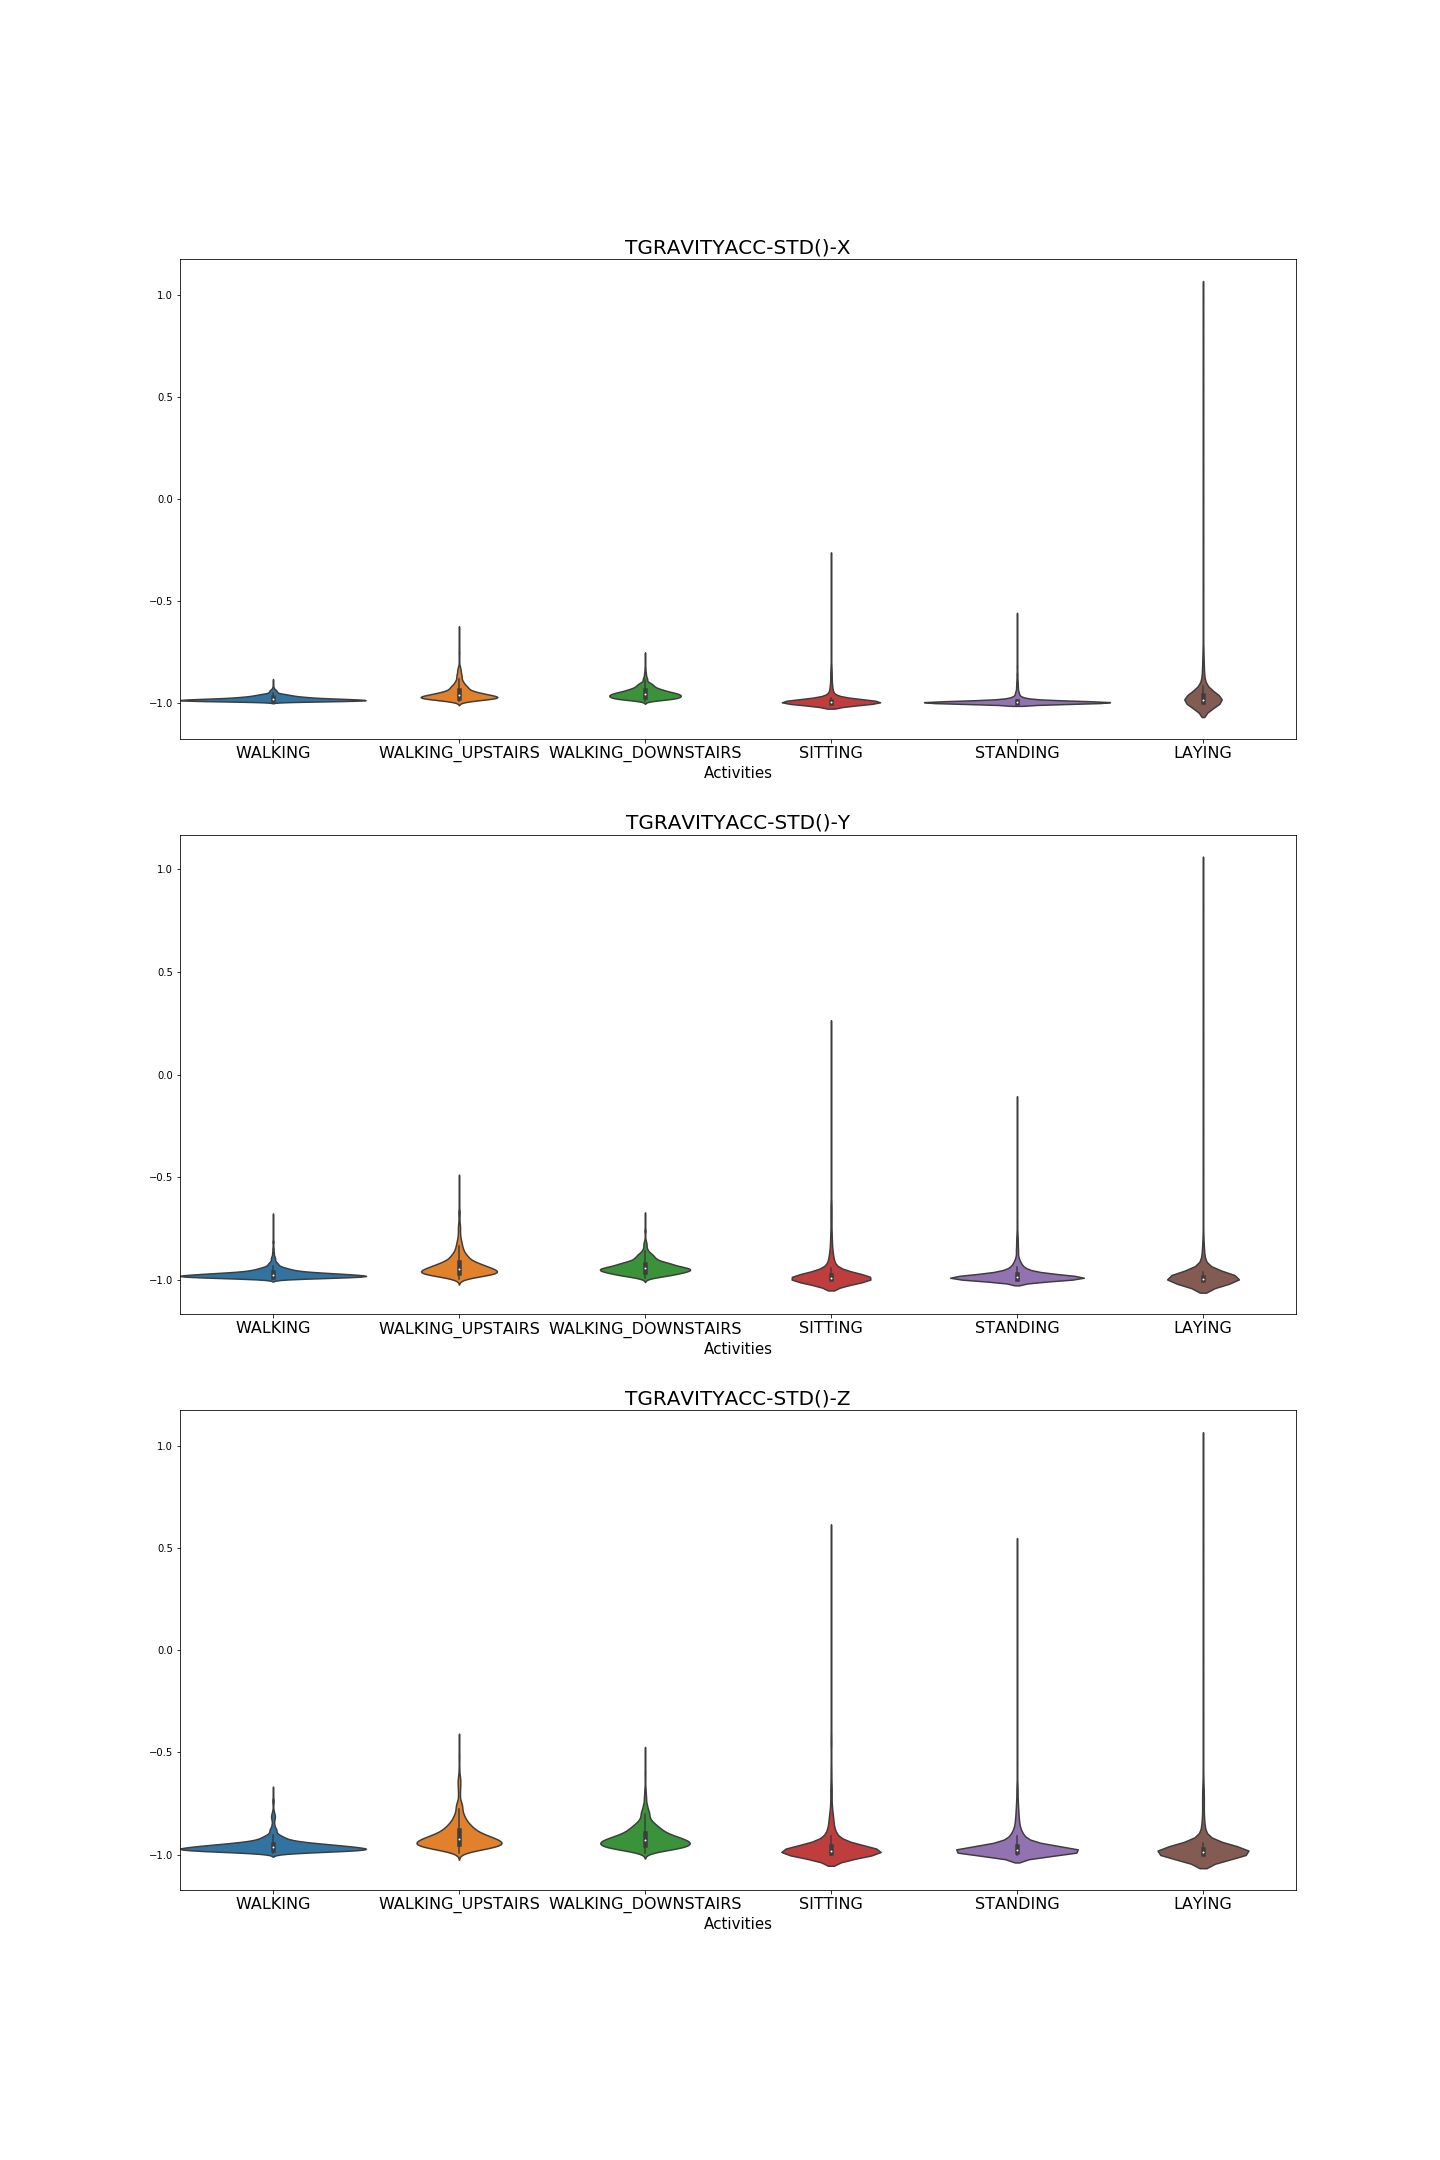 TGRAVITYACC-STD()-X
1.0
0.5
0.0
−0.5
−1.0
WALKING WALKING_UPSTAIRS WALKING_DOWNSTAIRS SITTING STANDING LAYING
Activities
TGRAVITYACC-STD()-Y
1.0
0.5
0.0
−0.5
−1.0
WALKING WALKING_UPSTAIRS WALKING_DOWNSTAIRS SITTING STANDING LAYING
Activities
TGRAVITYACC-STD()-Z
1.0
0.5
0.0
−0.5
−1.0
WALKING WALKING_UPSTAIRS WALKING_DOWNSTAIRS SITTING STANDING LAYING
Activities